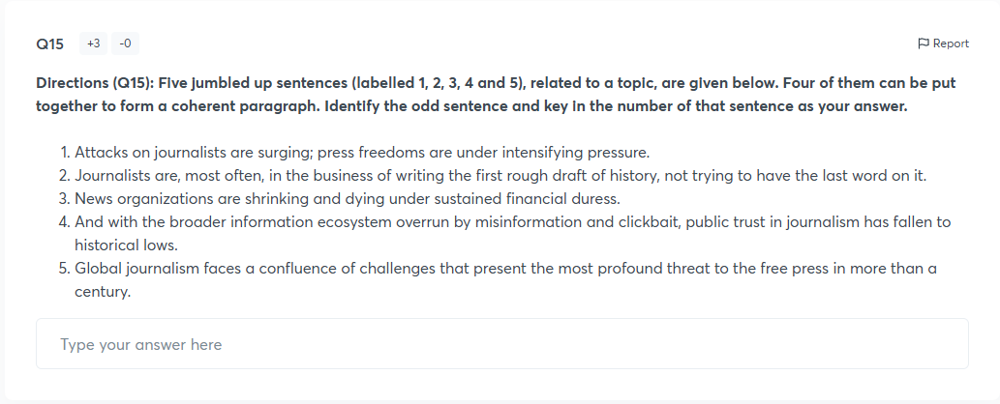 Q15 +3 -0 Report
Directions (Q15): Five jumbled up sentences (labelled 1, 2, 3, 4 and 5), related to a topic, are given below. Four of them can be put
together to form a coherent paragraph. Identify the odd sentence and key in the number of that sentence as your answer.
1. Attacks on journalists are surging; press freedoms are under intensifying pressure.
2. Journalists are, most often, in the business of writing the first rough draft of history, not trying to have the last word on it.
3. News organizations are shrinking and dying under sustained financial duress.
4. And with the broader information ecosystem overrun by misinformation and clickbait, public trust in journalism has fallen to
historical lows.
5. Global journalism faces a confluence of challenges that present the most profound threat to the free press in more than a
century.
Type your answer here